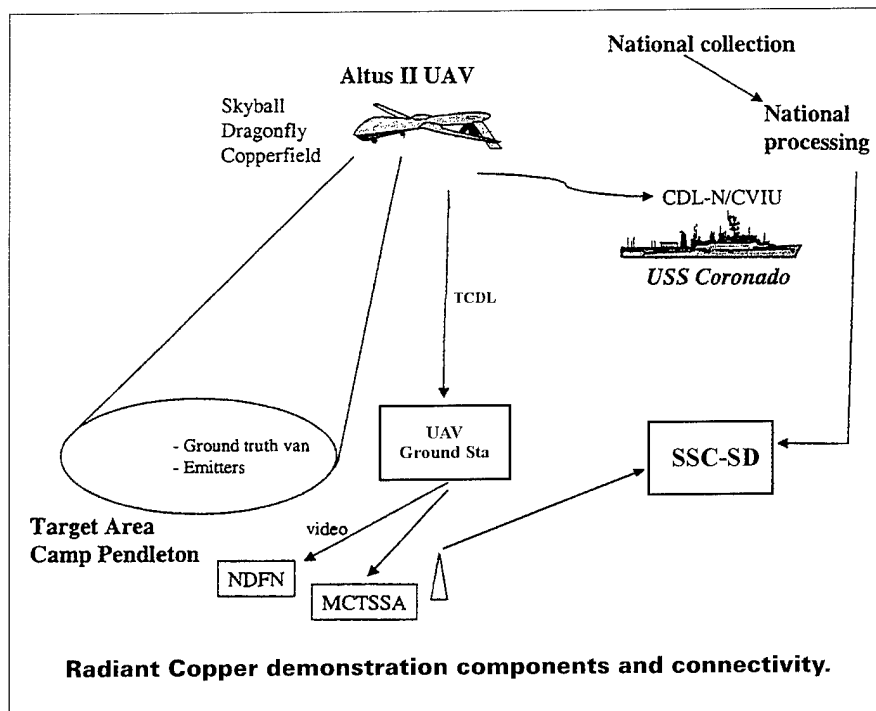 National collection
Altus II UAV
Skyball
Dragonfly
Copperfield
National
processing
CDL-N/CVIU
USS Coronado
TCDL
- Ground truth van
- Emitters
UAV
Ground Sta
SSC-SD
Target Area
Camp Pendleton
video
NDFN
MCTSSA
Radiant Copper demonstration components and connectivity.